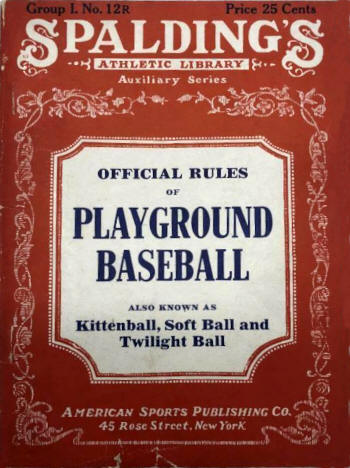 Group I. No. 12R Price 25 Cents
SPALDING'S
ATHLETIC LIBRARY
Auxiliary Series
OFFICIAL RULES
OF
PLAYGROUND
BASEBALL
ALSO KNOWN AS
Kittenball, Soft Ball and
Twilight Ball
AMERICAN SPORTS PUBLISHING CO.
45 Rose Street, New York